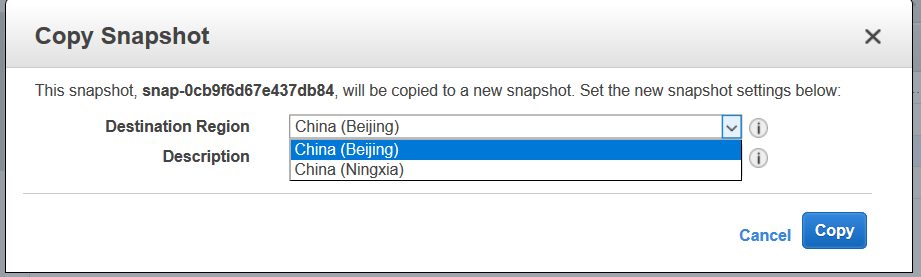 Copy Snapshot
This snapshot, snap-0cb9f6d67e437db84, will be copied to a new snapshot. Set the new snapshot settings below:
Destination Region China (Beijing)
China (Beijing)
Description
China (Ningxia)
Cancel Copy